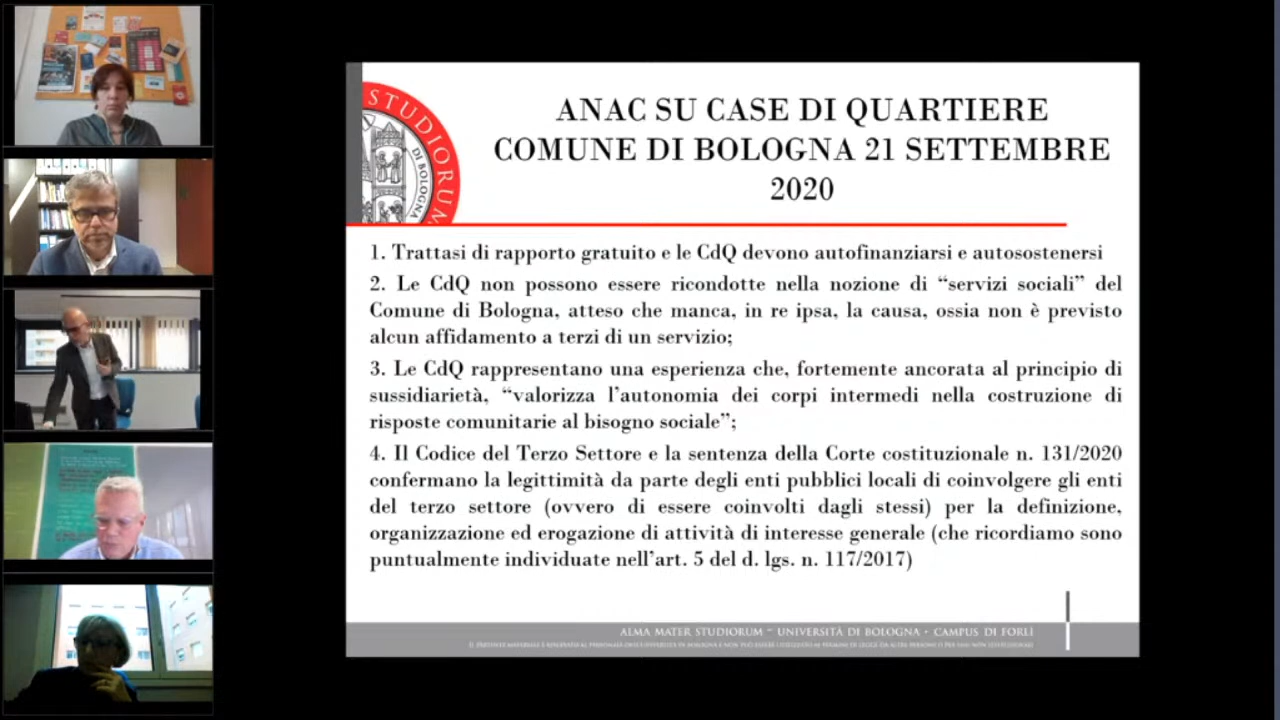 ANAC SU CASE DI QUARTIERE
COMUNE DI BOLOGNA 21 SETTEMBRE
2020
STUDIORUM
DI BOLOGNA
1. Trattasi di rapporto gratuito e le CdQ devono autofinanziarsi e autosostenersi
2. Le CdQ non possono essere ricondotte nella nozione di “servizi sociali” del
Comune di Bologna, atteso che manca, in re ipsa, la causa, ossia non è previsto
alcun affidamento a terzi di un servizio;
3. Le CdQ rappresentano una esperienza che, fortemente ancorata al principio di
sussidiarietà, “valorizza l’autonomia dei corpi intermedi nella costruzione di
risposte comunitarie al bisogno sociale”;
4. Il Codice del Terzo Settore e la sentenza della Corte costituzionale n. 131/2020
confermano la legittimità da parte degli enti pubblici locali di coinvolgere gli enti
del terzo settore (ovvero di essere coinvolti dagli stessi) per la definizione,
organizzazione ed erogazione di attività di interesse generale (che ricordiamo sono
puntualmente individuate nell’art. 5 del d. lgs. n. 117/2017)
ALMA MATER STUDIORUM ~ UNIVERSITÀ DI BOLOGNA - CAMPUS DI FORLÌ